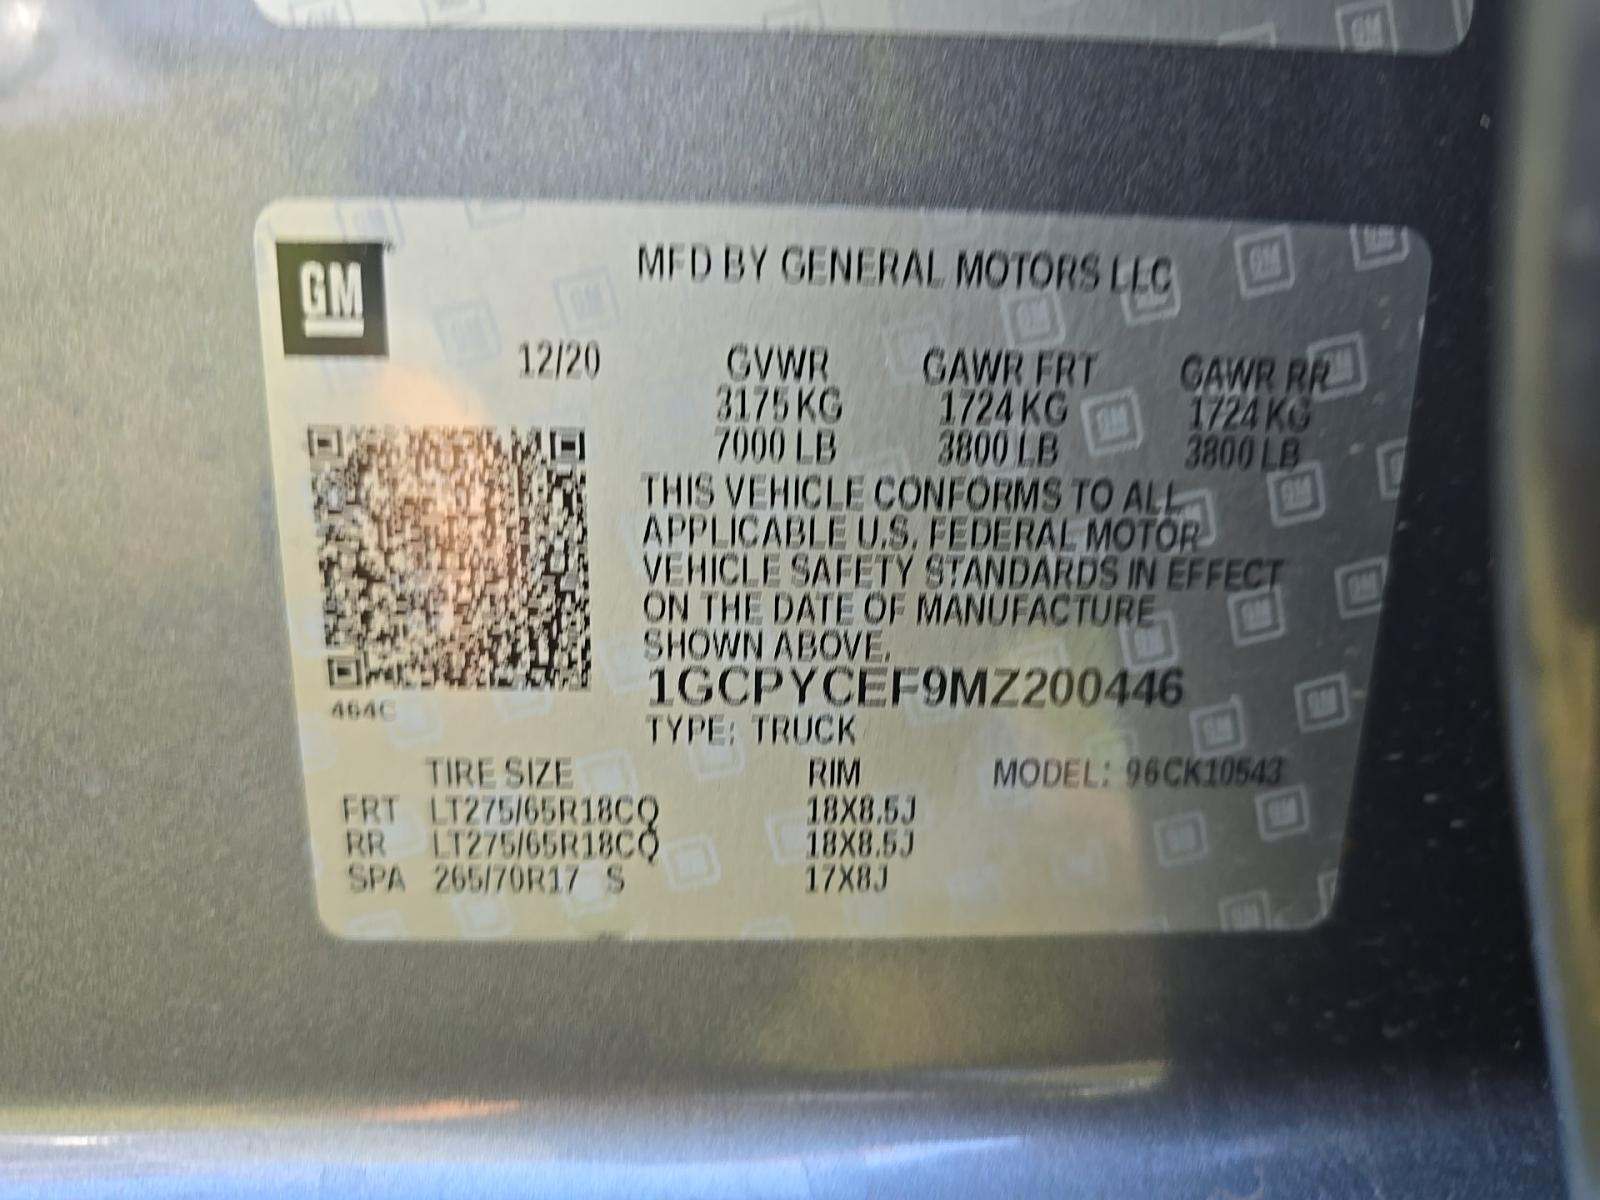 GM
MFD BY GENERAL MOTORS LLC
12/20 GVWR GAWR FRT GAWR RR
3175 KG 1724 KG 1724 KG
7000 LB 3800 LB 3800 LB
THIS VEHICLE CONFORMS TO ALL
APPLICABLE U.S. FEDERAL MOTOR
VEHICLE SAFETY STANDARDS IN EFFECT
ON THE DATE OF MANUFACTURE
SHOWN ABOVE.
1GCPYCEF9MZ200446
464C
TYPE: TRUCK
TIRE SIZE RIM MODEL: 96CK10543
FRT LT275/65R18CQ 18X8.5J
RR LT275/65R18CQ 18X8.5J
SPA 265/70R17 S 17X8J